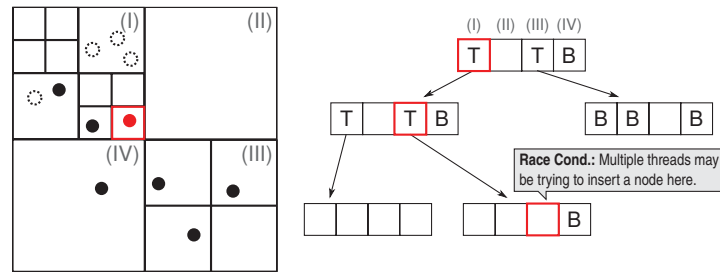 (I)
(II)
(IV)
(III)
(I) (II) (III) (IV)
T T B
T T B
B B B
Race Cond.: Multiple threads may
be trying to insert a node here.
B